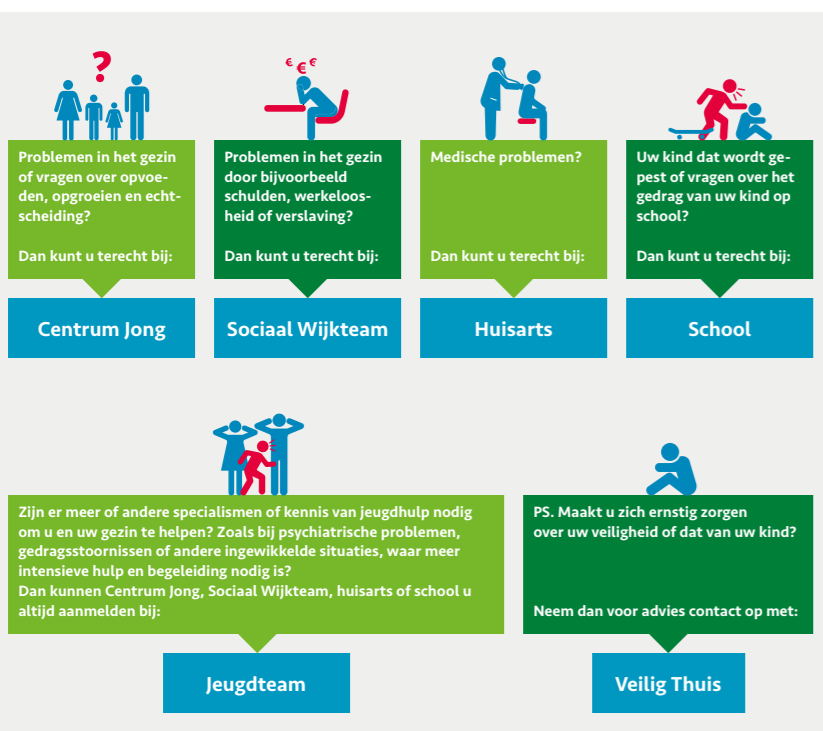 ?
€ € €
Problemen in het gezin
of vragen over opvoe-
den, opgroeien en echt-
scheiding?
Dan kunt u terecht bij:
Centrum Jong
Problemen in het gezin
door bijvoorbeeld
schulden, werkeloos-
heid of verslaving?
Dan kunt u terecht bij:
Sociaal Wijkteam
Medische problemen?
Dan kunt u terecht bij:
Huisarts
Uw kind dat wordt ge-
pest of vragen over het
gedrag van uw kind op
school?
Dan kunt u terecht bij:
School
Zijn er meer of andere specialismen of kennis van jeugdhulp nodig
om u en uw gezin te helpen? Zoals bij psychiatrische problemen,
gedragsstoornissen of andere ingewikkelde situaties, waar meer
intensieve hulp en begeleiding nodig is?
Dan kunnen Centrum Jong, Sociaal Wijkteam, huisarts of school u
altijd aanmelden bij:
Jeugdteam
PS. Maakt u zich ernstig zorgen
over uw veiligheid of dat van uw kind?
Neem dan voor advies contact op met:
Veilig Thuis